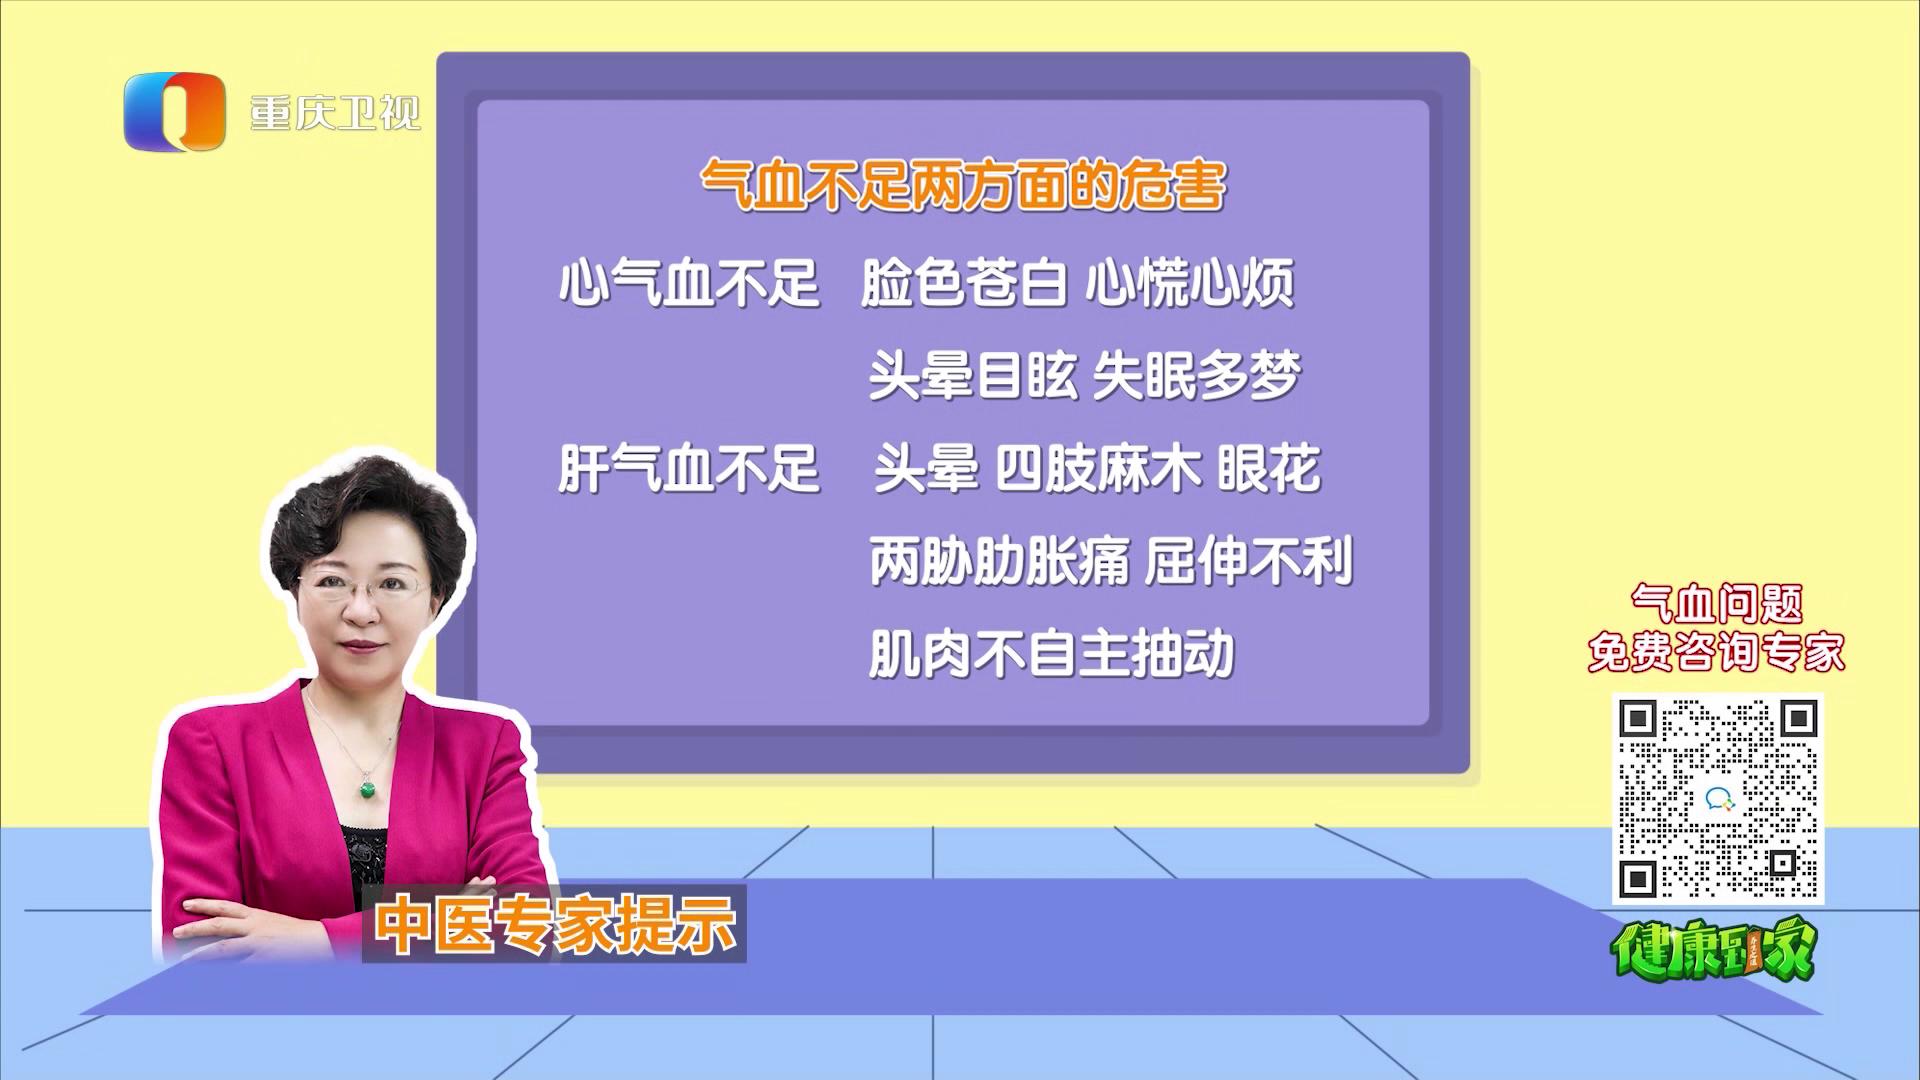 重庆卫视
气血不足两方面的危害
心气血不足 脸色苍白 心慌心烦
头晕目眩 失眠多梦
肝气血不足 头晕 四肢麻木 眼花
两胁肋胀痛 屈伸不利
肌肉不自主抽动
气血问题
免费咨询专家
中医专家提示
健康到家